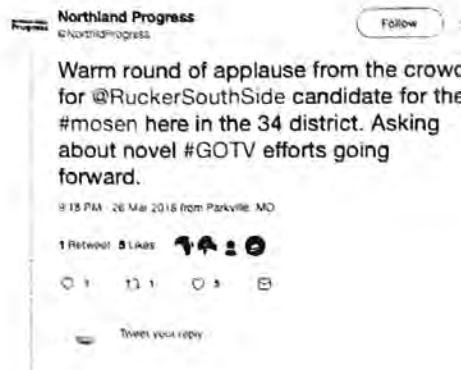 Northland Progress
Follow
Warm round of applause from the crowd
for @RuckerSouthSide candidate for the
#mosen here in the 34 district. Asking
about novel #GOTV efforts going
forward.
9:18 PM - 26 Mar 2018 from Parkville, MO
1 Retweet 5 Likes
1 1 5
Tweet your reply